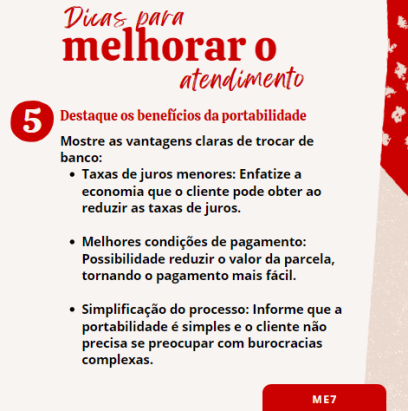 Dicas para
melhorar o
atendimento
5
Destaque os benefícios da portabilidade
Mostre as vantagens claras de trocar de
banco:
• Taxas de juros menores: Enfatize a
economia que o cliente pode obter ao
reduzir as taxas de juros.
• Melhores condições de pagamento:
Possibilidade reduzir o valor da parcela,
tornando o pagamento mais fácil.
• Simplificação do processo: Informe que a
portabilidade é simples e o cliente não
precisa se preocupar com burocracias
complexas.
ME7